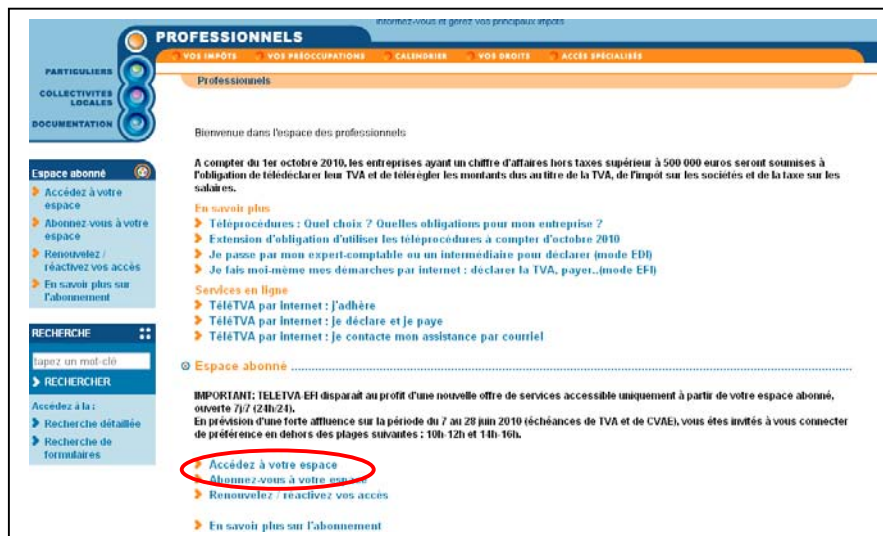 Informez-vous et gérez vos principaux impôts
PROFESSIONNELS
VOS IMPÔTS VOS PRÉOCCUPATIONS CALENDRIER VOS DROITS ACCÈS SPÉCIALISÉS
PARTICULIERS
COLLECTIVITES
LOCALES
DOCUMENTATION
Professionnels
Bienvenue dans l'espace des professionnels
A compter du 1er octobre 2010, les entreprises ayant un chiffre d'affaires hors taxes supérieur à 500 000 euros seront soumises à
l'obligation de télédéclarer leur TVA et de télérégler les montants dus au titre de la TVA, de l'impôt sur les sociétés et de la taxe sur les
salaires.
En savoir plus
Téléprocédures : Quel choix ? Quelles obligations pour mon entreprise ?
Extension d'obligation d'utiliser les téléprocédures à compter d'octobre 2010
Je passe par mon expert-comptable ou un intermédiaire pour déclarer (mode EDI)
Je fais moi-même mes démarches par internet : déclarer la TVA, payer..(mode EFI)
Services en ligne
TéléTVA par Internet : j'adhère
TéléTVA par Internet : je déclare et je paye
TéléTVA par Internet : je contacte mon assistance par courriel
Espace abonné
IMPORTANT: TELETVA-EFI disparaît au profit d'une nouvelle offre de services accessible uniquement à partir de votre espace abonné,
ouverte 7j/7 (24h/24).
En prévision d'une forte affluence sur la période du 7 au 28 juin 2010 (échéances de TVA et de CVAE), vous êtes invités à vous connecter
de préférence en dehors des plages suivantes : 10h-12h et 14h-16h.
Accédez à votre espace
Abonnez-vous à votre espace
Renouvelez / réactivez vos accès
En savoir plus sur l'abonnement
Espace abonné
Accédez à votre
espace
Abonnez-vous à votre
espace
Renouvelez /
réactivez vos accès
En savoir plus sur
l'abonnement
RECHERCHE
tapez un mot-clé
RECHERCHER
Accédez à la :
Recherche détaillée
Recherche de
formulaires